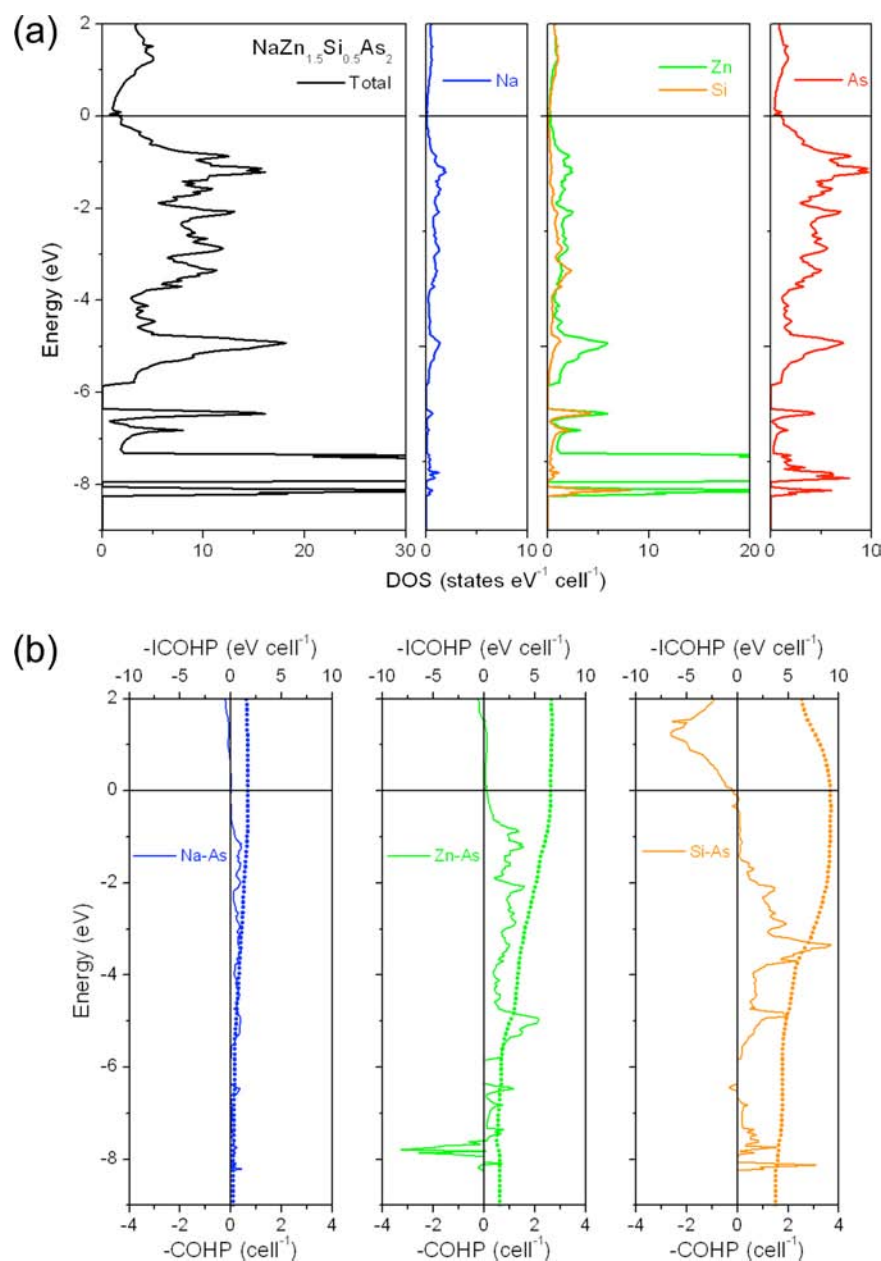 (a)
NaZn1.5Si0.5As2
Total
Na
Zn
Si
As
2
0
-2
-4
-6
-8
Energy (eV)
0 10 20 30
0 10
0 10 20
0 10
DOS (states eV-1 cell-1)
(b)
-ICOHP (eV cell-1) -ICOHP (eV cell-1) -ICOHP (eV cell-1)
-10 -5 0 5 10 -10 -5 0 5 10 -10 -5 0 5 10
2
0
-2
-4
-6
-8
Energy (eV)
Na-As
Zn-As
Si-As
-4 -2 0 2 4 -4 -2 0 2 4 -4 -2 0 2 4
-COHP (cell-1) -COHP (cell-1) -COHP (cell-1)